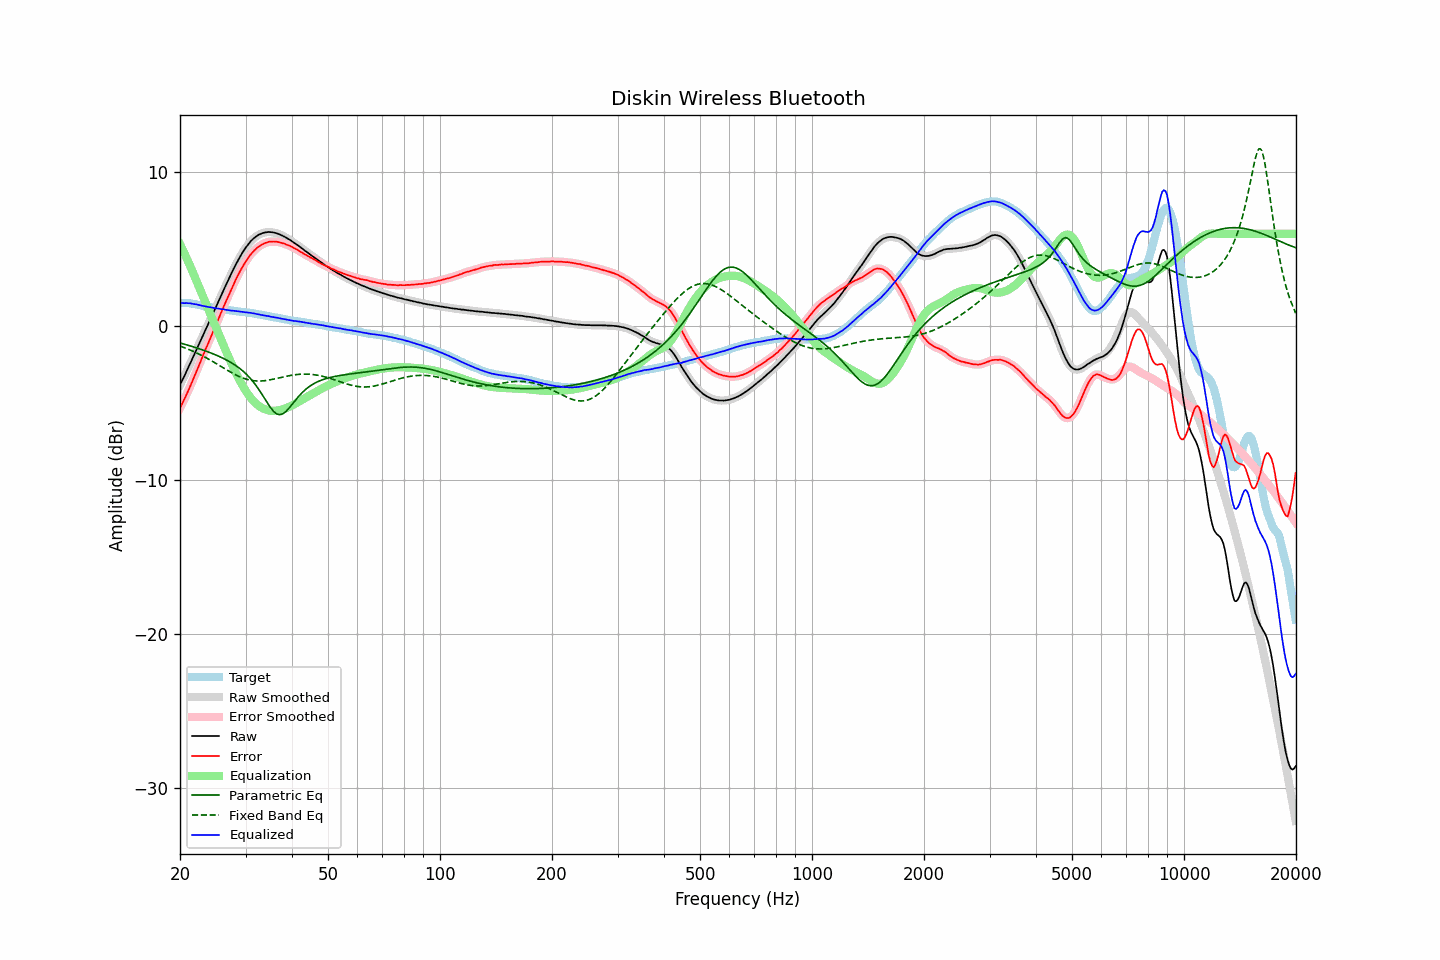 Diskin Wireless Bluetooth
10
0
−10
−20
−30
Amplitude (dBr)
Target
Raw Smoothed
Error Smoothed
Raw
Error
Equalization
Parametric Eq
Fixed Band Eq
Equalized
20 50 100 200 500 1000 2000 5000 10000 20000
Frequency (Hz)